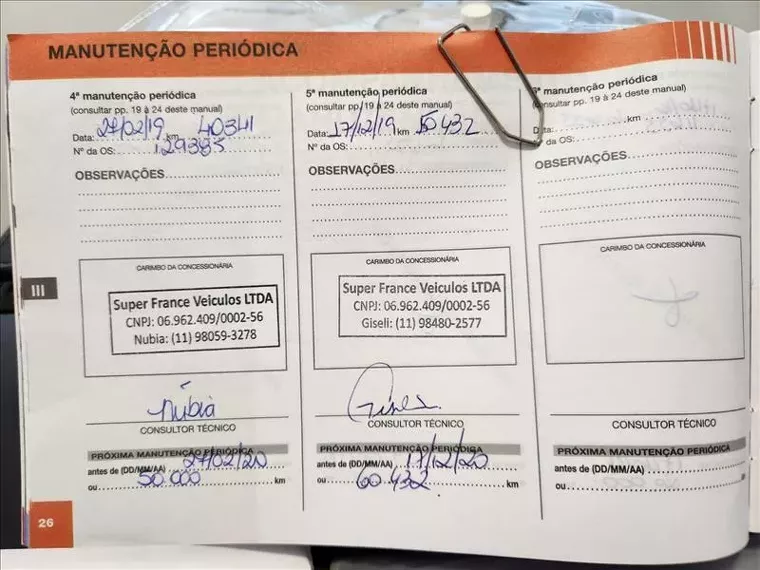 MANUTENÇÃO PERIÓDICA
4ª manutenção periódica
(consultar pp. 19 à 24 deste manual)
Data: 27/02/19 km 40341
Nº da OS: 129385
OBSERVAÇÕES
CARIMBO DA CONCESSIONÁRIA
Super France Veiculos LTDA
CNPJ: 06.962.409/0002-56
Nubia: (11) 98059-3278
Núbia
CONSULTOR TÉCNICO
PRÓXIMA MANUTENÇÃO PERIÓDICA
antes de (DD/MM/AA) 27/02/20
ou 50.000 km
5ª manutenção periódica
(consultar pp. 19 à 24 deste manual)
Data: 17/12/19 km 50432
Nº da OS:
OBSERVAÇÕES
CARIMBO DA CONCESSIONÁRIA
Super France Veiculos LTDA
CNPJ: 06.962.409/0002-56
Giseli: (11) 98480-2577
CONSULTOR TÉCNICO
PRÓXIMA MANUTENÇÃO PERIÓDICA
antes de (DD/MM/AA) 17/12/20
ou 60.432 km
6ª manutenção periódica
(consultar pp. 19 à 24 deste manual)
Data: km
Nº da OS:
OBSERVAÇÕES
CARIMBO DA CONCESSIONÁRIA
CONSULTOR TÉCNICO
PRÓXIMA MANUTENÇÃO PERIÓDICA
antes de (DD/MM/AA)
ou km
III
26